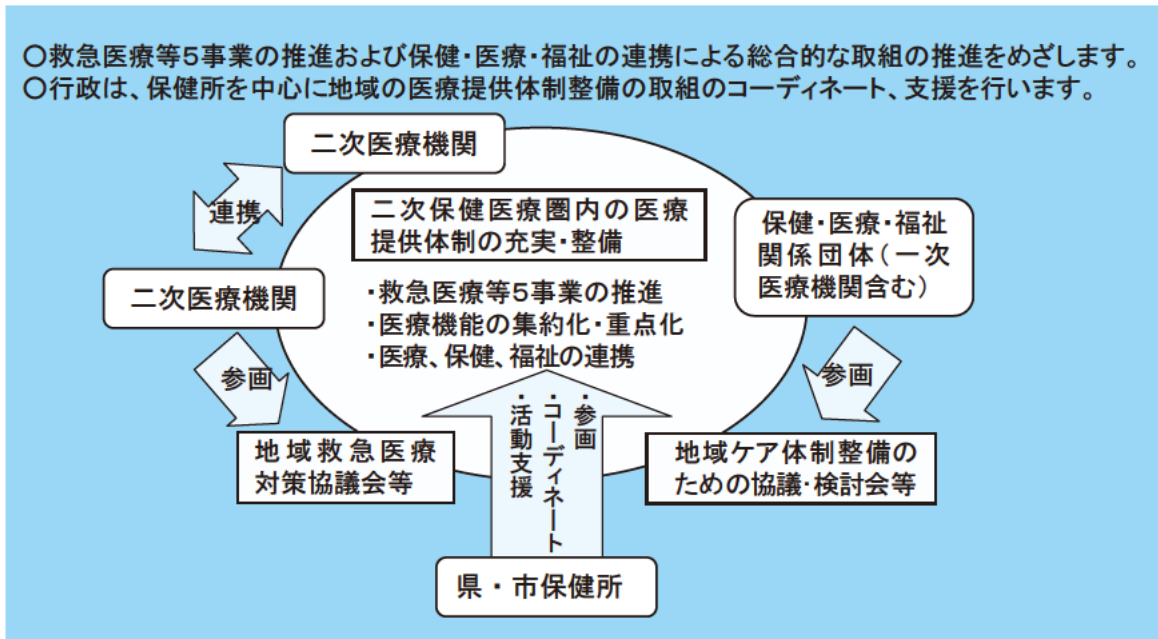 ○救急医療等5事業の推進および保健・医療・福祉の連携による総合的な取組の推進をめざします。
○行政は、保健所を中心に地域の医療提供体制整備の取組のコーディネート、支援を行います。
二次医療機関
連携
二次医療機関
二次保健医療圏内の医療
提供体制の充実・整備
・救急医療等5事業の推進
・医療機能の集約化・重点化
・医療、保健、福祉の連携
保健・医療・福祉
関係団体(一次
医療機関含む)
参画
参画
地域救急医療
対策協議会等
・参画
・コーディネート
・活動支援
地域ケア体制整備の
ための協議・検討会等
県・市保健所